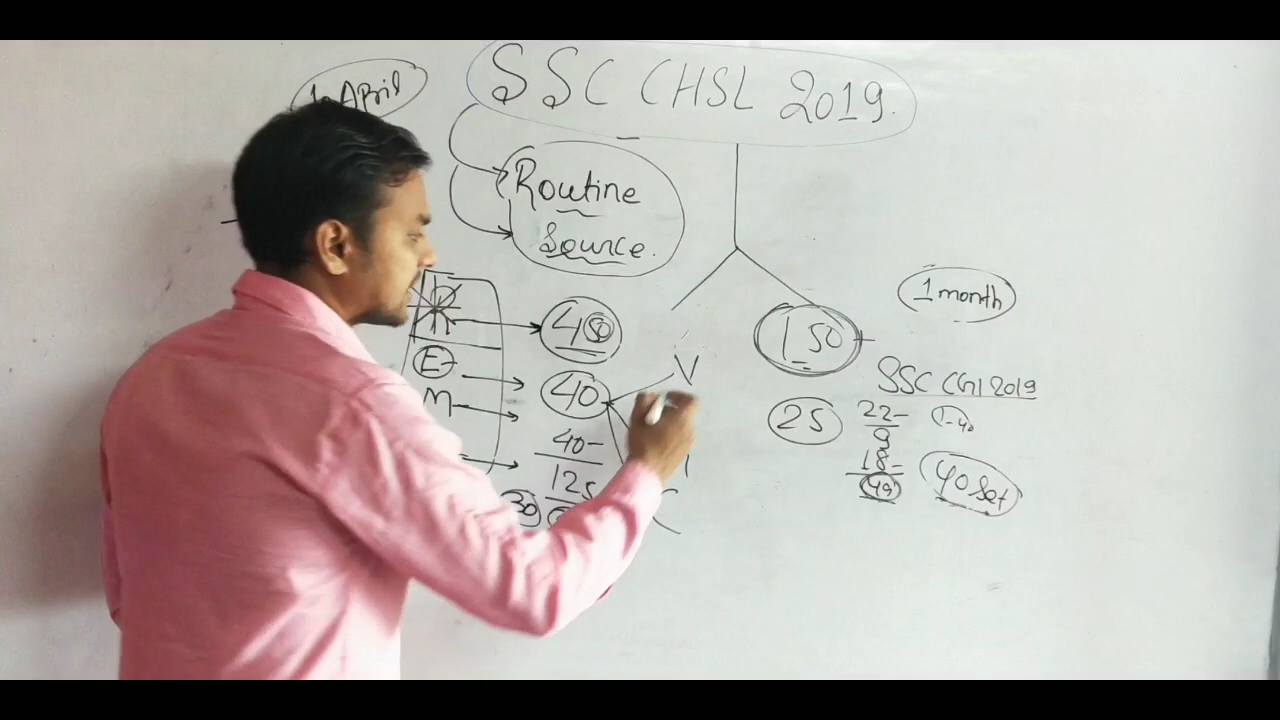 SSC CHSL 2019.
April
Routine
Source.
1 month
150
E
40
V
M
SSC CGL 2019
25
22-
1-40
40-
9
18-
125
40 Set
49
30